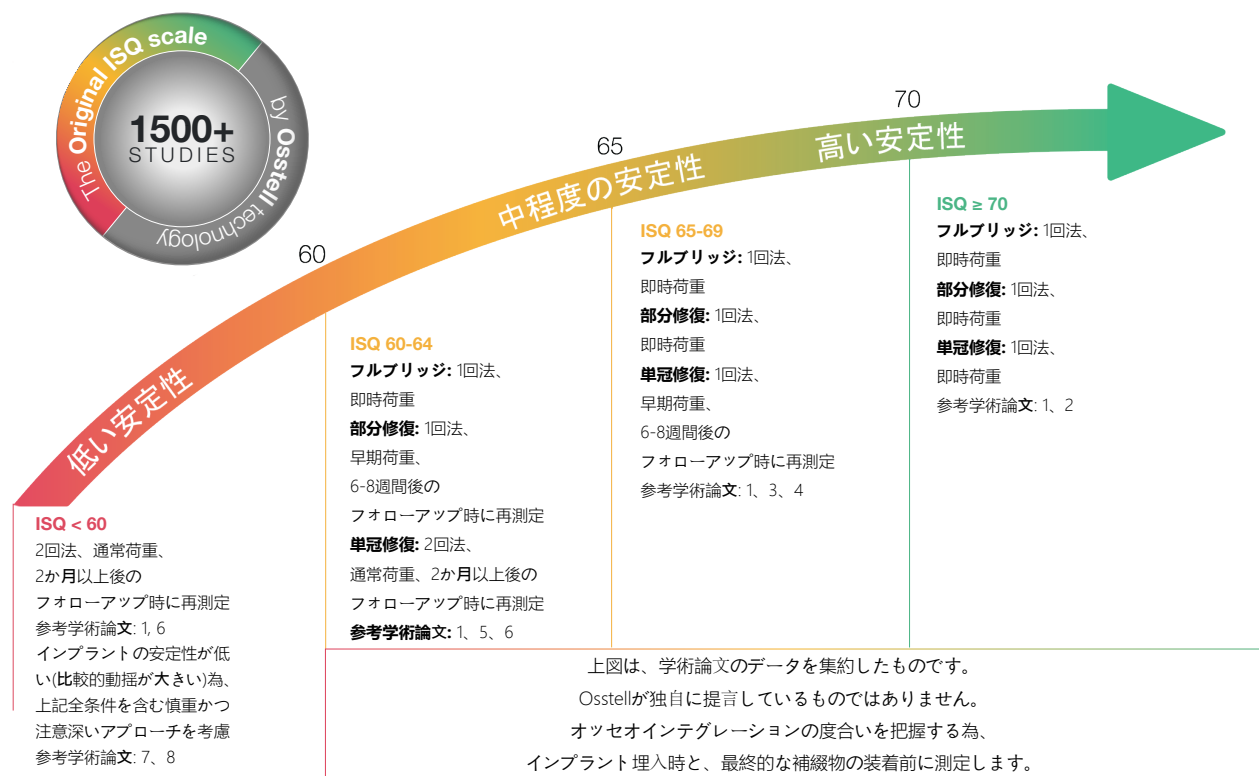 The Original ISQ scale
by Osstell technology
1500+
STUDIES
60
65
70
低い安定性
中程度の安定性
高い安定性
ISQ < 60
2回法、通常荷重、
2か月以上後の
フォローアップ時に再測定
参考学術論文: 1, 6
インプラントの安定性が低
い(比較的動揺が大きい)為、
上記全条件を含む慎重かつ
注意深いアプローチを考慮
参考学術論文: 7、8
ISQ 60-64
フルブリッジ: 1回法、
即時荷重
部分修復: 1回法、
早期荷重、
6-8週間後の
フォローアップ時に再測定
単冠修復: 2回法、
通常荷重、2か月以上後の
フォローアップ時に再測定
参考学術論文: 1、5、6
ISQ 65-69
フルブリッジ: 1回法、
即時荷重
部分修復: 1回法、
即時荷重
単冠修復: 1回法、
早期荷重、
6-8週間後の
フォローアップ時に再測定
参考学術論文: 1、3、4
ISQ ≥ 70
フルブリッジ: 1回法、
即時荷重
部分修復: 1回法、
即時荷重
単冠修復: 1回法、
即時荷重
参考学術論文: 1、2
上図は、学術論文のデータを集約したものです。
Osstellが独自に提言しているものではありません。
オッセオインテグレーションの度合いを把握する為、
インプラント埋入時と、最終的な補綴物の装着前に測定します。